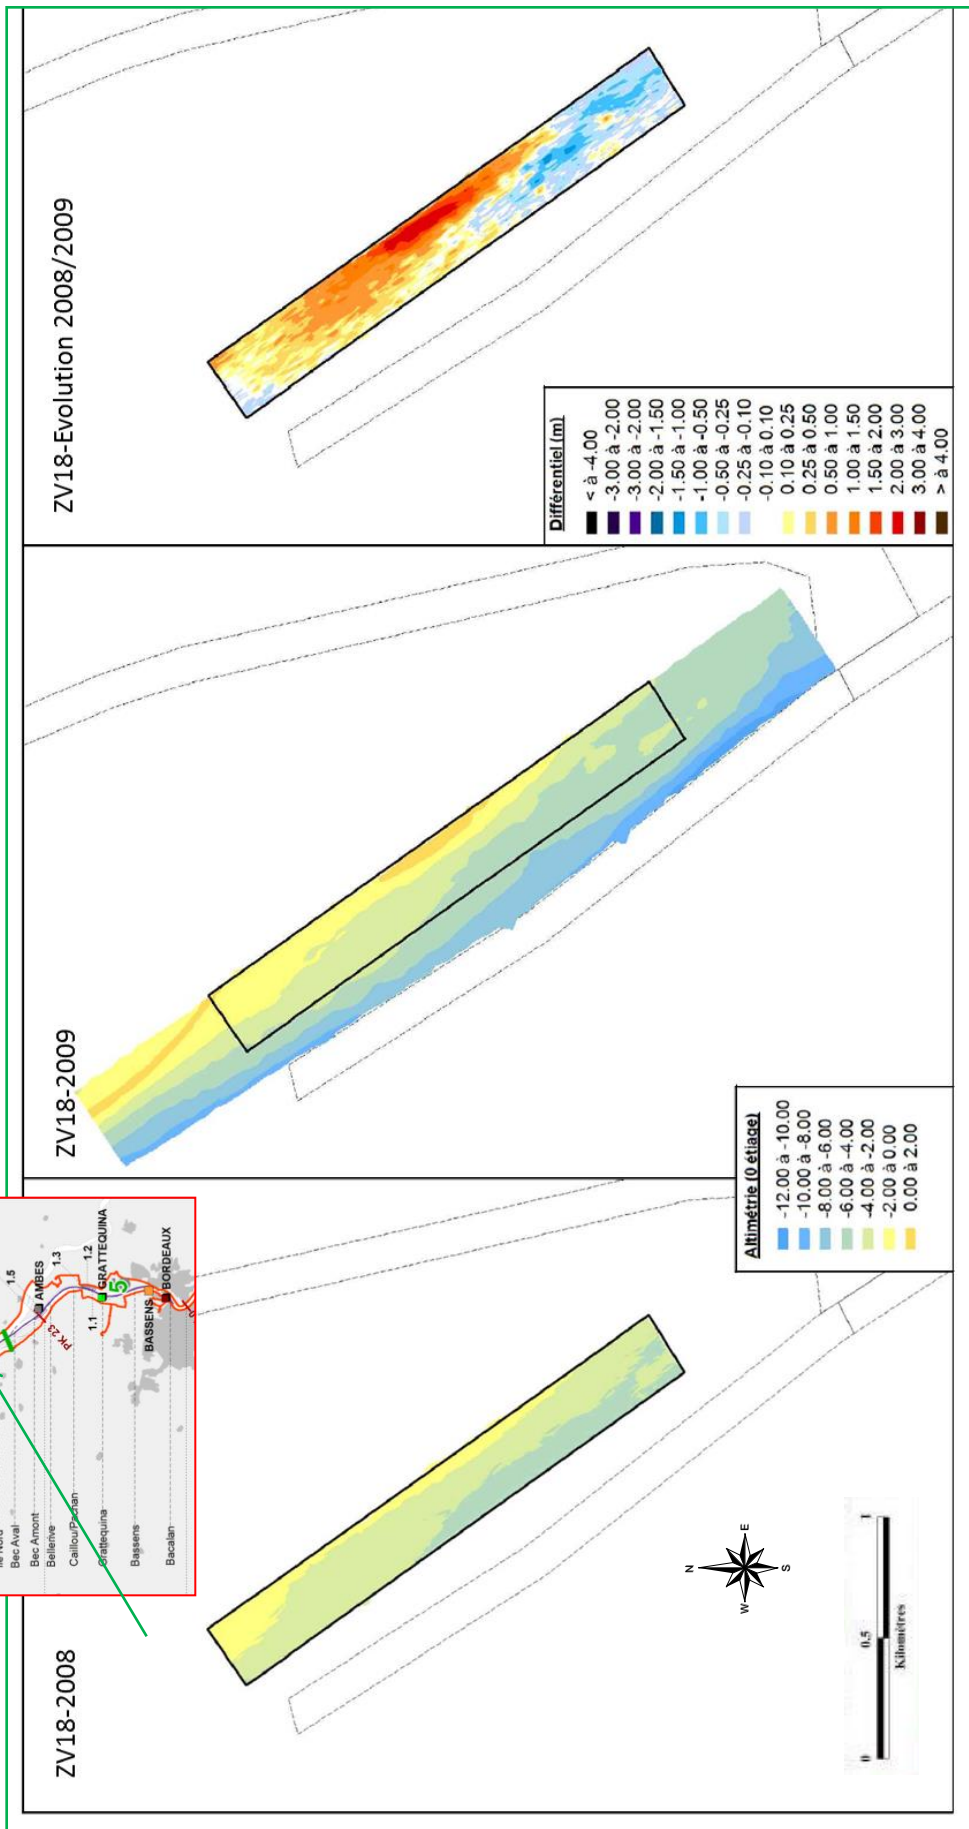 ZV18-2008
Ile Nord
Bec Aval
Bec Amont
Bellerive
Caillou/Pachan
Grattequina
Bassens
Bacalan
1.5
AMBES
1.3
PK 23
1.2
GRATTEQUINA
1.1
5
BASSENS
BORDEAUX
N
W
E
S
0
0.5
1
Kilomètres
ZV18-2009
Altimétrie (0 étiage)
-12.00 à -10.00
-10.00 à -8.00
-8.00 à -6.00
-6.00 à -4.00
-4.00 à -2.00
-2.00 à 0.00
0.00 à 2.00
ZV18-Evolution 2008/2009
Différentiel (m)
< à -4.00
-3.00 à -2.00
-3.00 à -2.00
-2.00 à -1.50
-1.50 à -1.00
-1.00 à -0.50
-0.50 à -0.25
-0.25 à -0.10
-0.10 à 0.10
0.10 à 0.25
0.25 à 0.50
0.50 à 1.00
1.00 à 1.50
1.50 à 2.00
2.00 à 3.00
3.00 à 4.00
> à 4.00